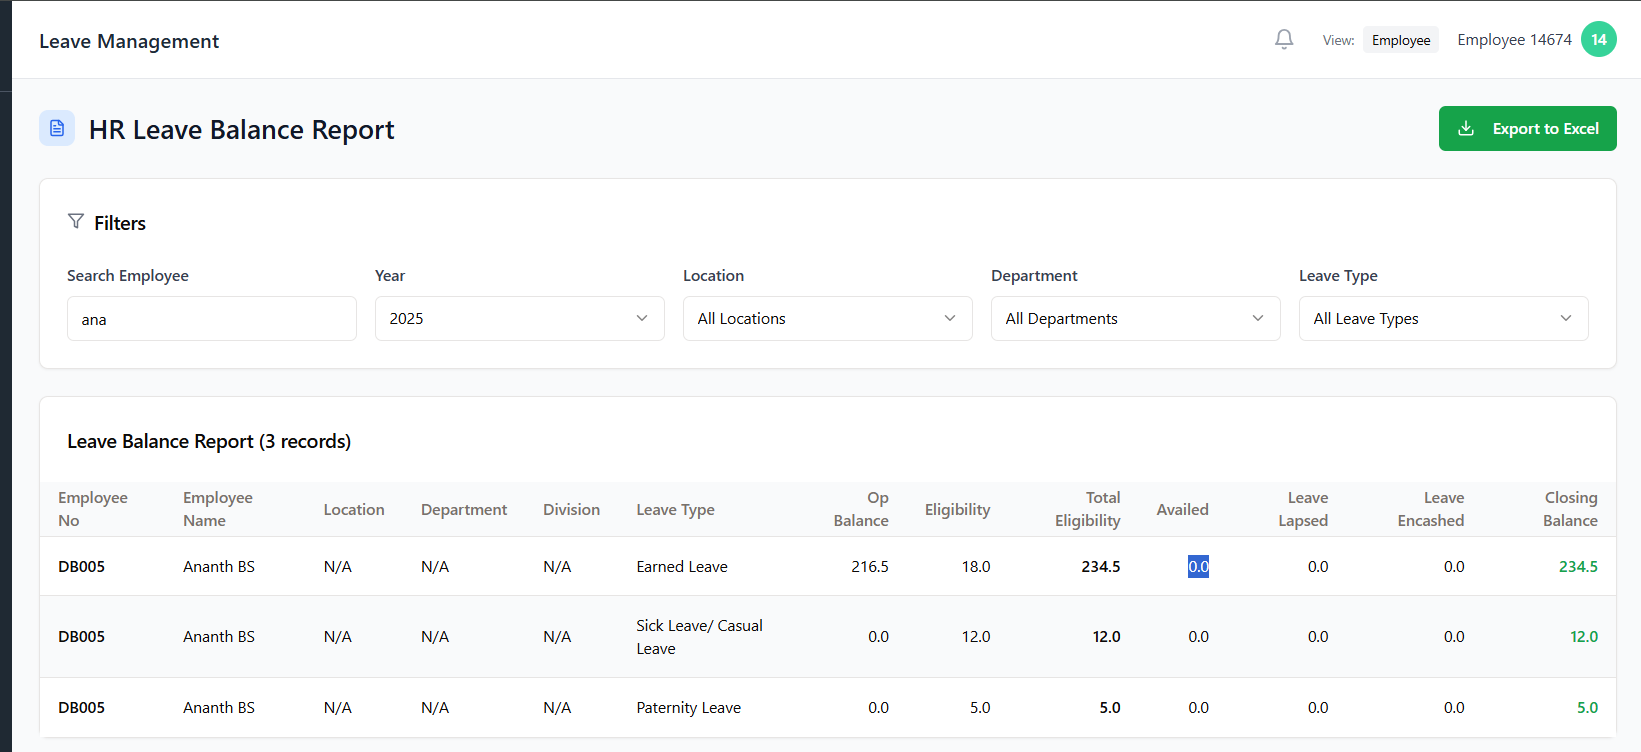 Leave Management
View: Employee Employee 14674 14
HR Leave Balance Report
Export to Excel
Filters
Search Employee Year Location Department Leave Type
ana 2025 All Locations All Departments All Leave Types
Leave Balance Report (3 records)
Employee No Employee Name Location Department Division Leave Type Op Balance Eligibility Total Eligibility Availed Leave Lapsed Leave Encashed Closing Balance
DB005 Ananth BS N/A N/A N/A Earned Leave 216.5 18.0 234.5 0.0 0.0 0.0 234.5
DB005 Ananth BS N/A N/A N/A Sick Leave/ Casual Leave 0.0 12.0 12.0 0.0 0.0 0.0 12.0
DB005 Ananth BS N/A N/A N/A Paternity Leave 0.0 5.0 5.0 0.0 0.0 0.0 5.0